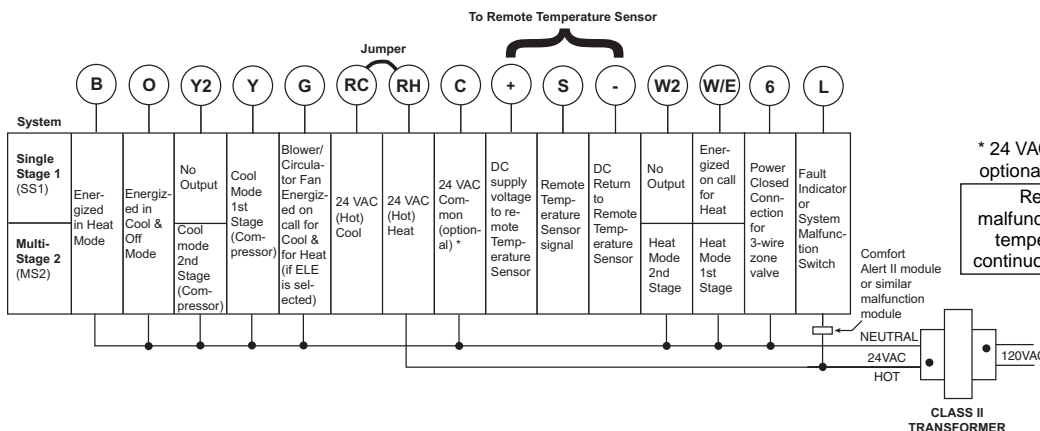 To Remote Temperature Sensor
Jumper
B O Y2 Y G RC RH C + S - W2 W/E 6 L
System
Single
Stage 1
(SS1)
Multi-
Stage 2
(MS2)
Ener-
gized
in Heat
Mode
Energiz-
ed in
Cool &
Off
Mode
No
Output
Cool
mode
2nd
Stage
(Com-
pressor)
Cool
Mode
1st
Stage
(Com-
pressor)
Blower/
Circula-
tor Fan
Energiz-
ed on
call for
Cool &
for Heat
(if ELE
is sel-
ected)
24 VAC
(Hot)
Cool
24 VAC
(Hot)
Heat
24 VAC
Com-
mon
(option-
al) *
DC
supply
voltage
to re-
mote
Temp-
erature
Sensor
Remote
Temp-
erature
Sensor
signal
DC
Return
to
Remote
Temp-
erature
Sensor
No
Output
Heat
Mode
2nd
Stage
Ener-
gized
on call
for
Heat
Heat
Mode
1st
Stage
Power
Closed
Conn-
ection
for
3-wire
zone
valve
Fault
Indicator
or
System
Malfunc-
tion
Switch
* 24 VAC
optional
Re
malfunc
tempe
continuo
Comfort
Alert II module
or similar
malfunction
module
NEUTRAL
24VAC
HOT
120VAC
CLASS II
TRANSFORMER